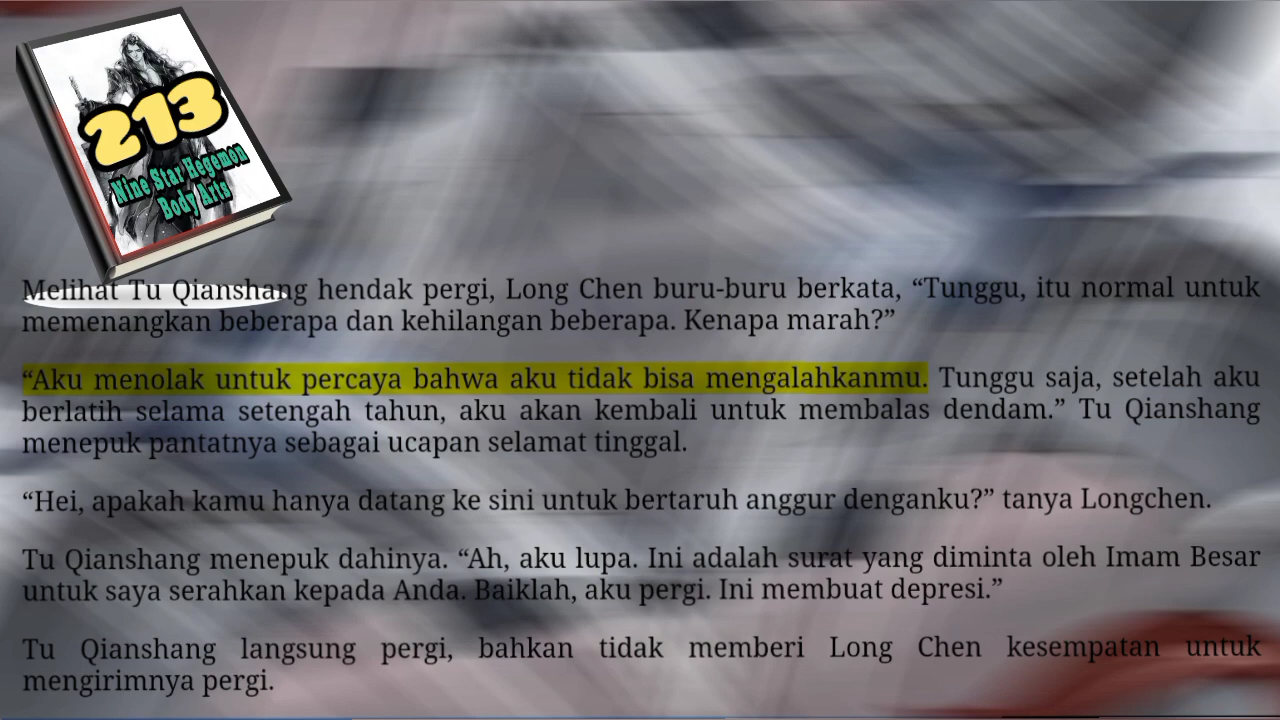 213
Nine Star Hegemon
Body Arts
Melihat Tu Qianshang hendak pergi, Long Chen buru-buru berkata, “Tunggu, itu normal untuk
memenangkan beberapa dan kehilangan beberapa. Kenapa marah?”
“Aku menolak untuk percaya bahwa aku tidak bisa mengalahkanmu. Tunggu saja, setelah aku
berlatih selama setengah tahun, aku akan kembali untuk membalas dendam.” Tu Qianshang
menepuk pantatnya sebagai ucapan selamat tinggal.
“Hei, apakah kamu hanya datang ke sini untuk bertaruh anggur denganku?” tanya Longchen.
Tu Qianshang menepuk dahinya. “Ah, aku lupa. Ini adalah surat yang diminta oleh Imam Besar
untuk saya serahkan kepada Anda. Baiklah, aku pergi. Ini membuat depresi.”
Tu Qianshang langsung pergi, bahkan tidak memberi Long Chen kesempatan untuk
mengirimnya pergi.